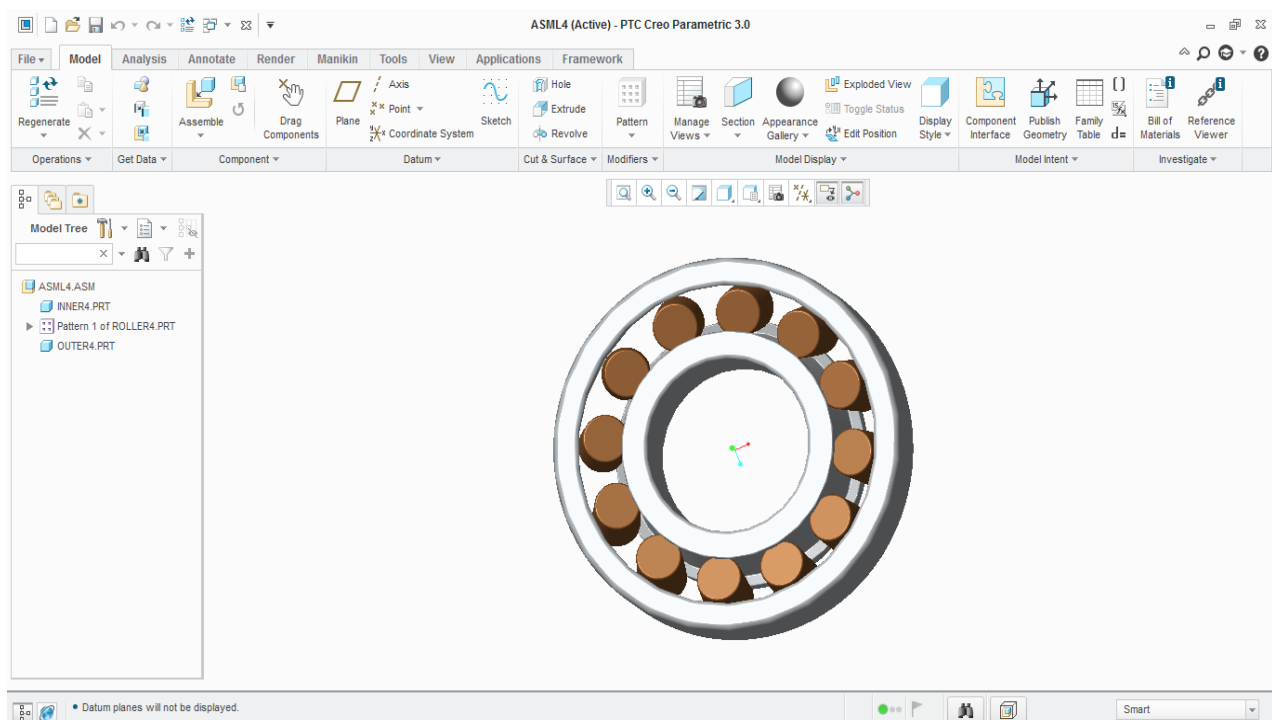 ASML4 (Active) - PTC Creo Parametric 3.0
File Model Analysis Annotate Render Manikin Tools View Applications Framework
Regenerate
Assemble
Drag Components
Plane
Axis
Point
Coordinate System
Sketch
Hole
Extrude
Revolve
Pattern
Manage Views
Section
Appearance Gallery
Exploded View
Toggle Status
Edit Position
Display Style
Component Interface
Publish Geometry
Family Table
d=
Bill of Materials
Reference Viewer
Operations Get Data Component Datum Cut & Surface Modifiers Model Display Model Intent Investigate
Model Tree
ASML4.ASM
INNER4.PRT
Pattern 1 of ROLLER4.PRT
OUTER4.PRT
• Datum planes will not be displayed.
Smart